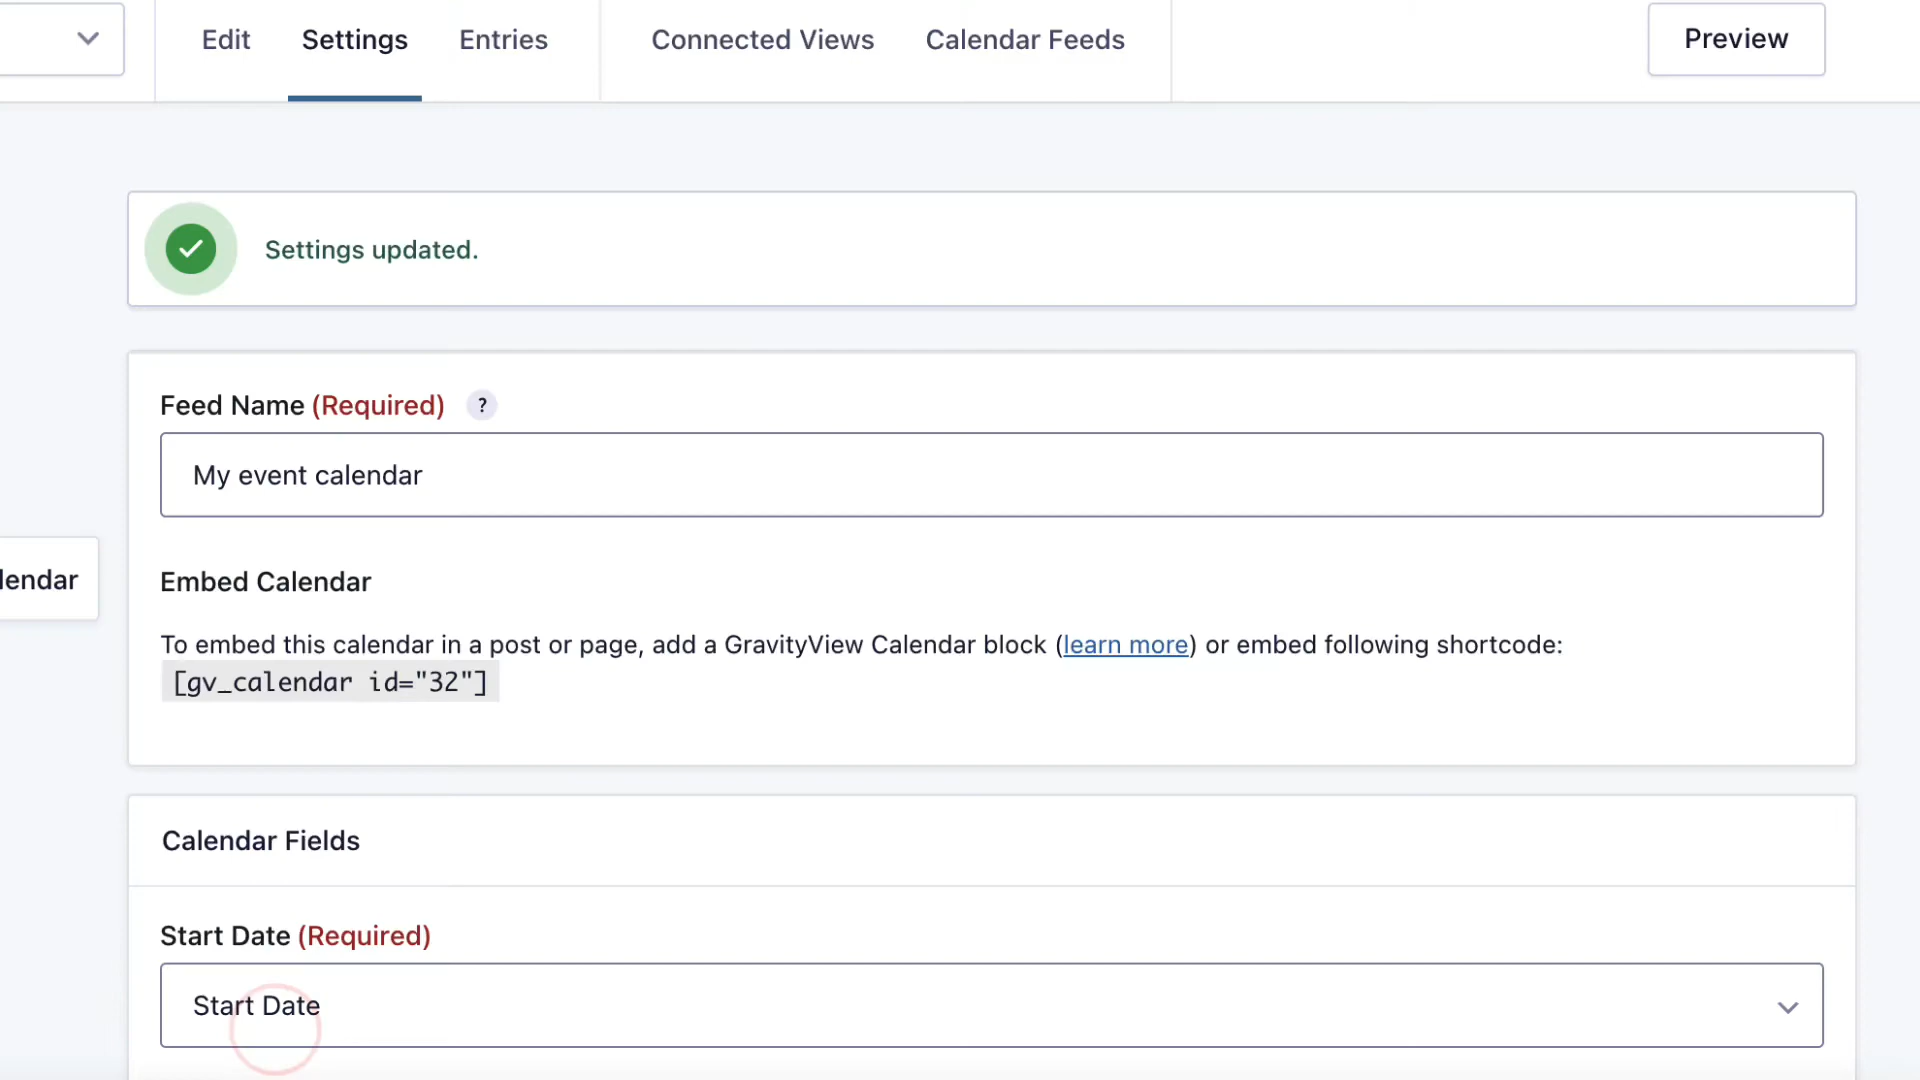 Edit
Settings
Entries
Connected Views
Calendar Feeds
Preview
Settings updated.
Feed Name (Required) ?
My event calendar
lendar
Embed Calendar
To embed this calendar in a post or page, add a GravityView Calendar block (learn more) or embed following shortcode:
[gv_calendar id="32"]
Calendar Fields
Start Date (Required)
Start Date